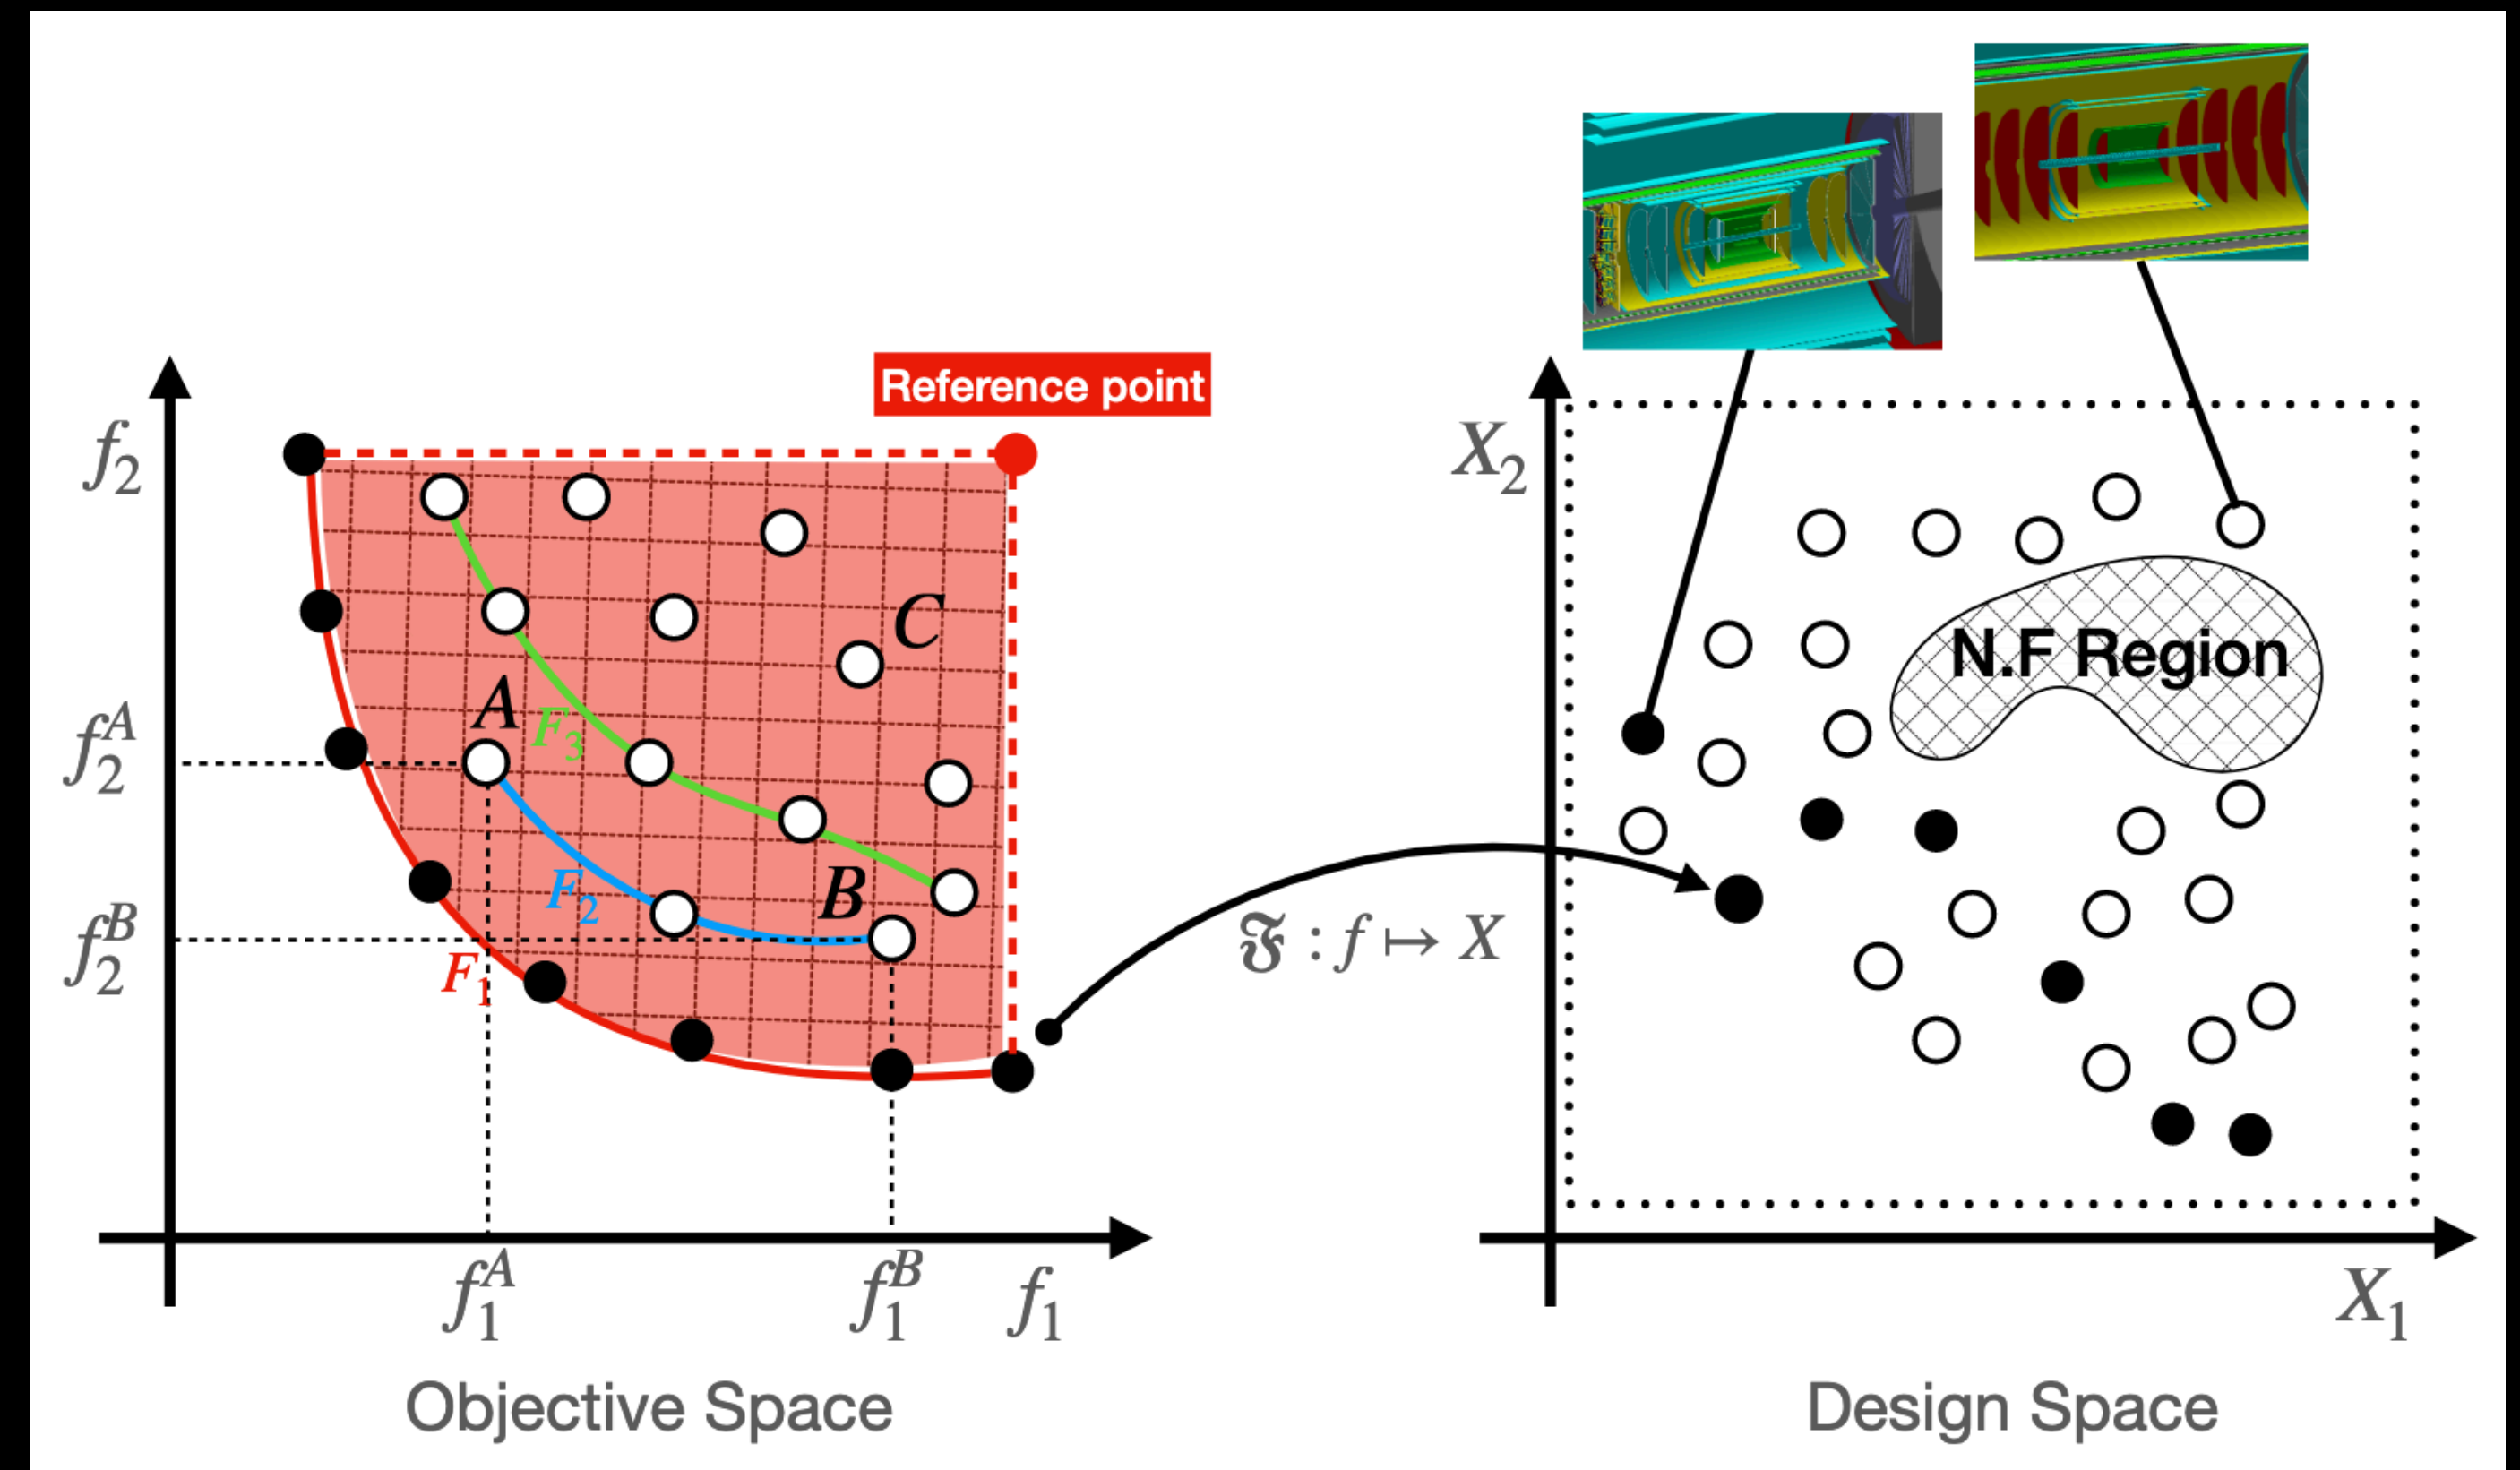 Reference point
f₂
X₂
C
N.F Region
A
F₃
f₂ᴬ
B
F₂
f₂ᴮ
𝔉 : f ↦ X
F₁
f₁ᴬ
f₁ᴮ
f₁
X₁
Objective Space
Design Space